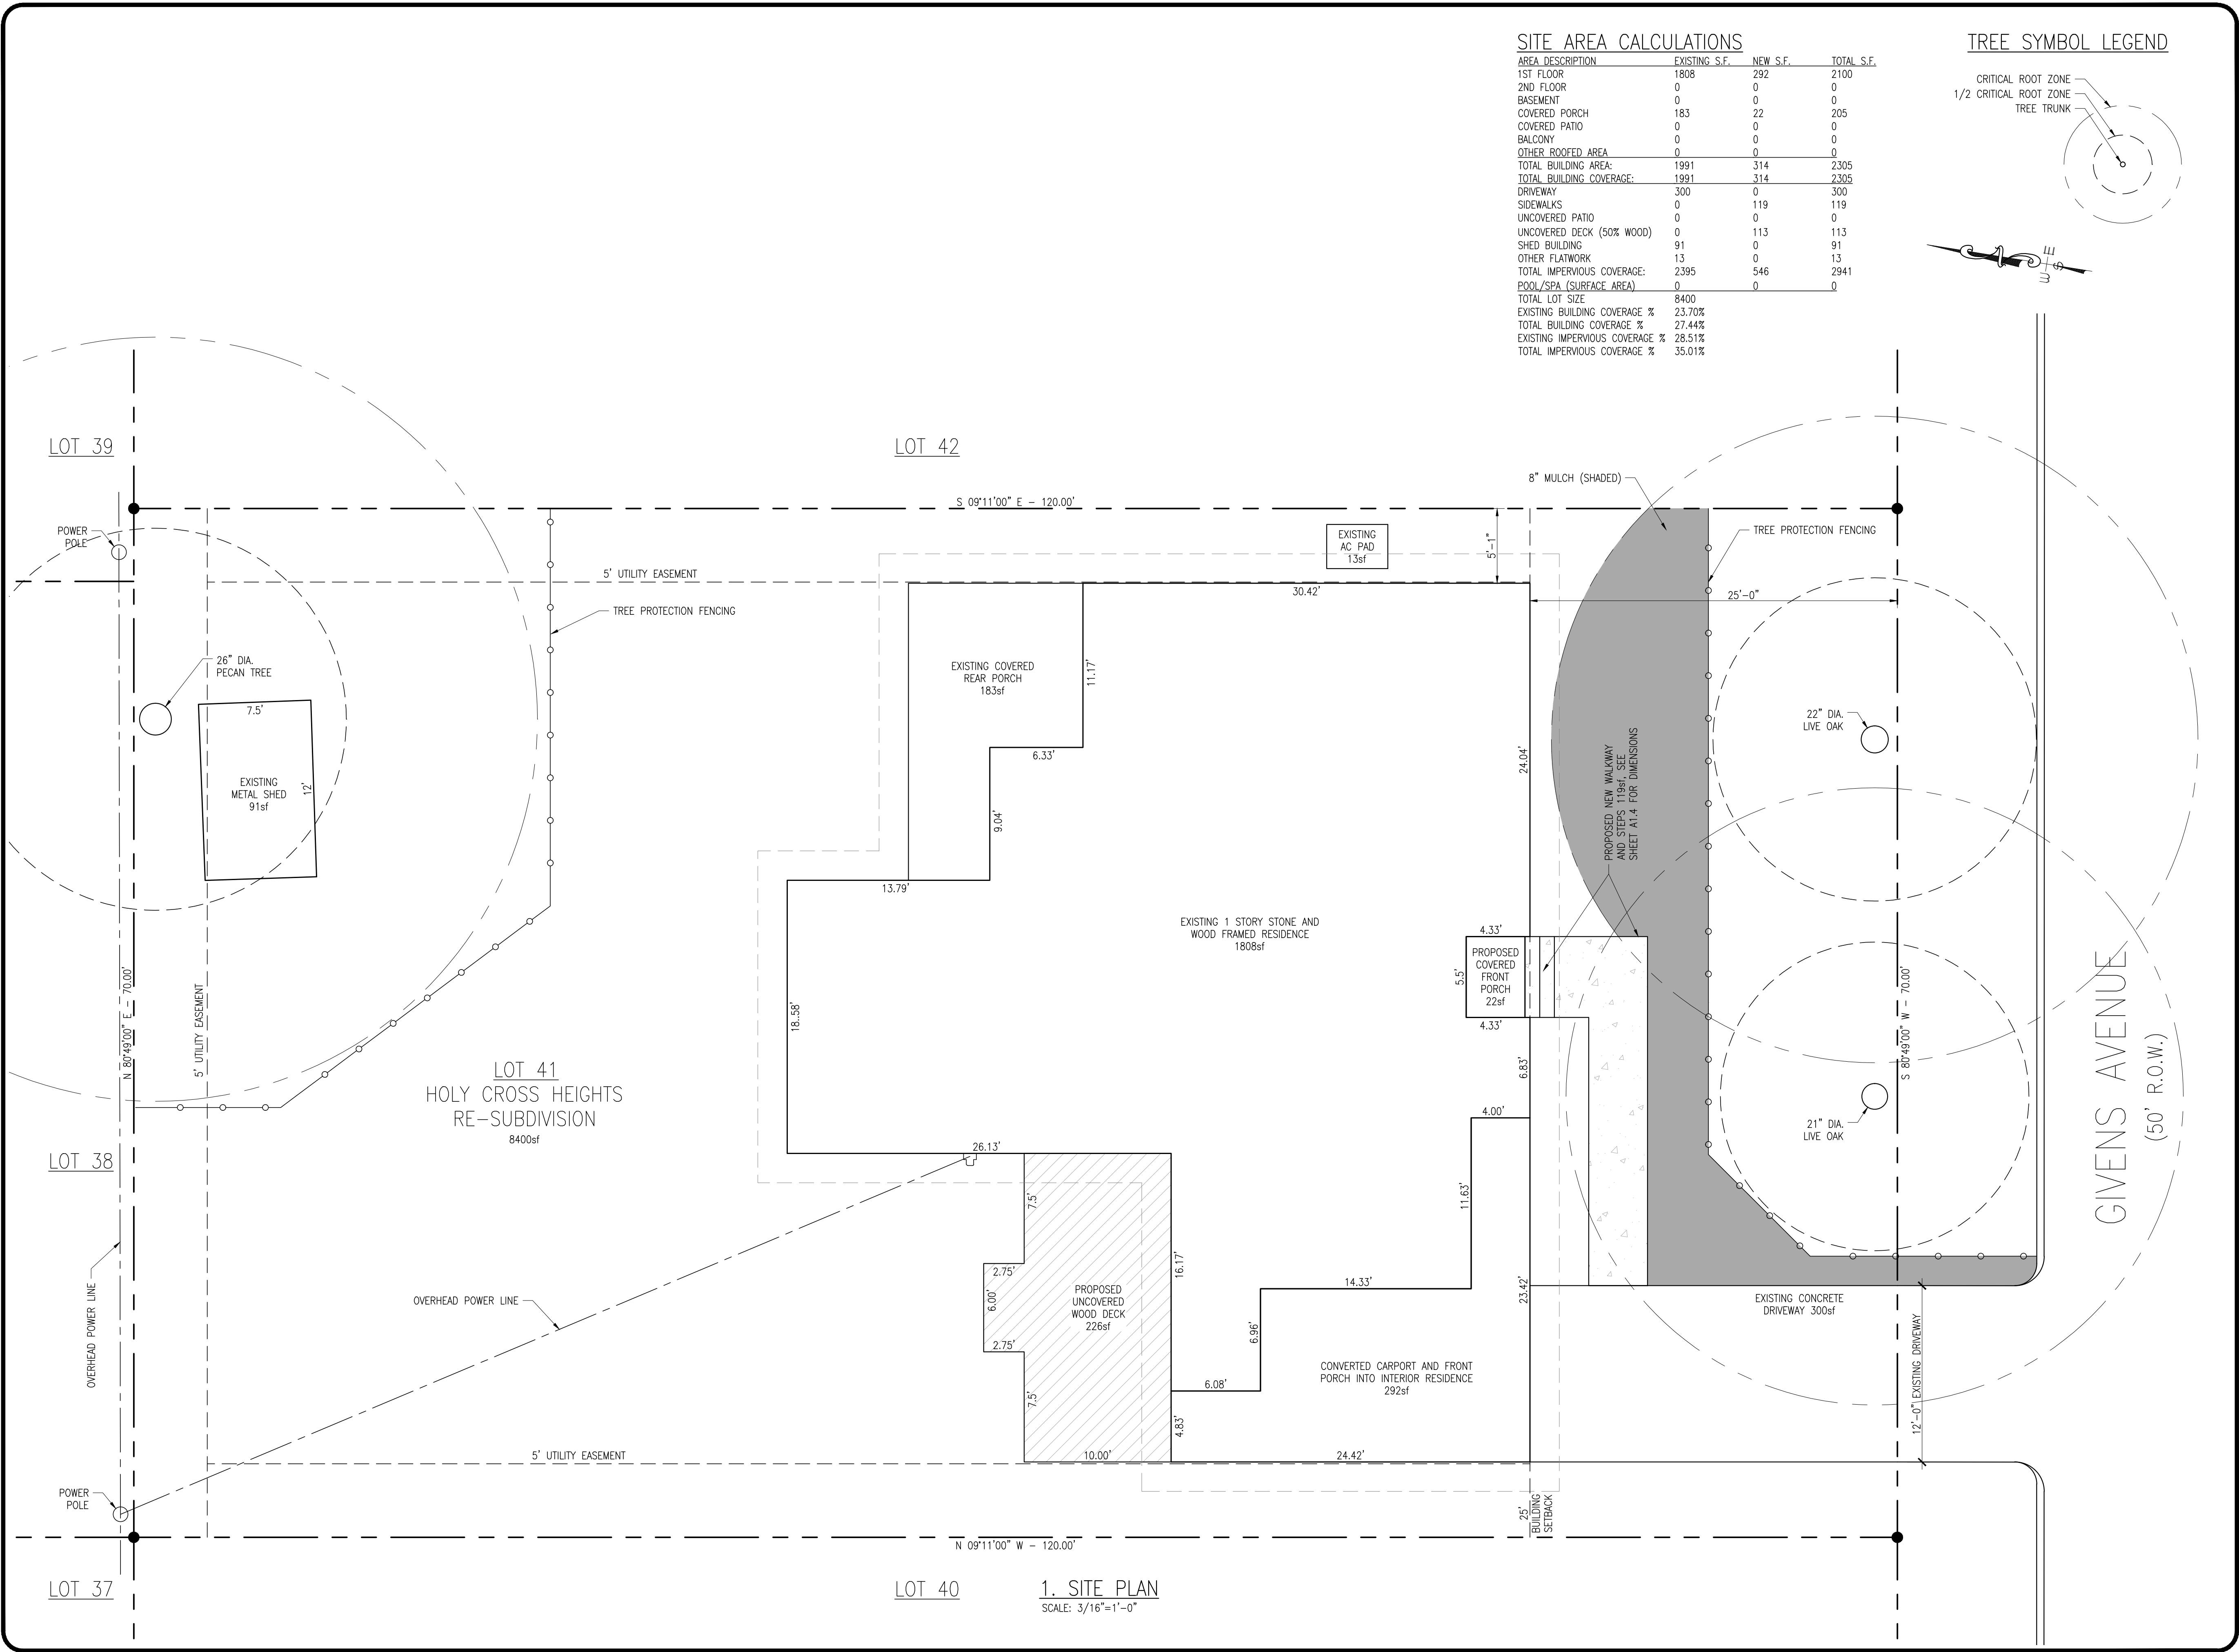 SITE AREA CALCULATIONS
AREA DESCRIPTION EXISTING S.F. NEW S.F. TOTAL S.F.
1ST FLOOR 1808 292 2100
2ND FLOOR 0 0 0
BASEMENT 0 0 0
COVERED PORCH 183 22 205
COVERED PATIO 0 0 0
BALCONY 0 0 0
OTHER ROOFED AREA 0 0 0
TOTAL BUILDING AREA: 1991 314 2305
TOTAL BUILDING COVERAGE: 1991 314 2305
DRIVEWAY 300 0 300
SIDEWALKS 0 119 119
UNCOVERED PATIO 0 0 0
UNCOVERED DECK (50% WOOD) 0 113 113
SHED BUILDING 91 0 91
OTHER FLATWORK 13 0 13
TOTAL IMPERVIOUS COVERAGE: 2395 546 2941
POOL/SPA (SURFACE AREA) 0 0 0
TOTAL LOT SIZE 8400
EXISTING BUILDING COVERAGE % 23.70%
TOTAL BUILDING COVERAGE % 27.44%
EXISTING IMPERVIOUS COVERAGE % 28.51%
TOTAL IMPERVIOUS COVERAGE % 35.01%
TREE SYMBOL LEGEND
CRITICAL ROOT ZONE
1/2 CRITICAL ROOT ZONE
TREE TRUNK
E
S
W
LOT 39
LOT 42
8" MULCH (SHADED)
S 09°11'00" E - 120.00'
POWER
POLE
EXISTING
AC PAD
13sf
5'-1"
TREE PROTECTION FENCING
5' UTILITY EASEMENT
30.42'
25'-0"
TREE PROTECTION FENCING
26" DIA.
PECAN TREE
EXISTING COVERED
REAR PORCH
183sf
11.17'
7.5'
22" DIA.
LIVE OAK
6.33'
24.04'
PROPOSED NEW WALKWAY
AND STEPS 119sf, SEE
SHEET A1.4 FOR DIMENSIONS
EXISTING
METAL SHED
91sf
12'
9.04'
13.79'
EXISTING 1 STORY STONE AND
WOOD FRAMED RESIDENCE
1808sf
4.33'
PROPOSED
COVERED
FRONT
PORCH
22sf
5.5'
4.33'
N 80°49'00" E - 70.00'
5' UTILITY EASEMENT
18..58'
S 80°49'00" W - 70.00'
GIVENS AVENUE
(50' R.O.W.)
LOT 41
HOLY CROSS HEIGHTS
RE-SUBDIVISION
8400sf
6.83'
4.00'
21" DIA.
LIVE OAK
LOT 38
26.13'
7.5'
11.63'
16.17'
2.75'
6.00'
2.75'
PROPOSED
UNCOVERED
WOOD DECK
226sf
14.33'
23.42'
EXISTING CONCRETE
DRIVEWAY 300sf
OVERHEAD POWER LINE
OVERHEAD POWER LINE
6.96'
12'-0" EXISTING DRIVEWAY
CONVERTED CARPORT AND FRONT
PORCH INTO INTERIOR RESIDENCE
292sf
6.08'
7.5'
4.83'
5' UTILITY EASEMENT
10.00'
24.42'
POWER
POLE
25'
BUILDING
SETBACK
N 09°11'00" W - 120.00'
LOT 37
LOT 40
1. SITE PLAN
SCALE: 3/16"=1'-0"